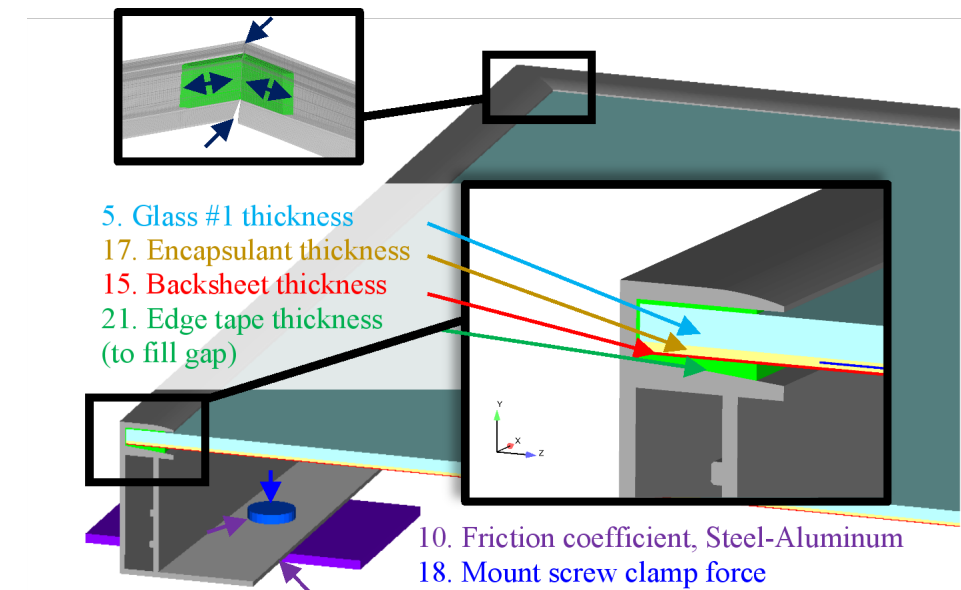 5. Glass #1 thickness
17. Encapsulant thickness
15. Backsheet thickness
21. Edge tape thickness
(to fill gap)
Y
X
Z
10. Friction coefficient, Steel-Aluminum
18. Mount screw clamp force